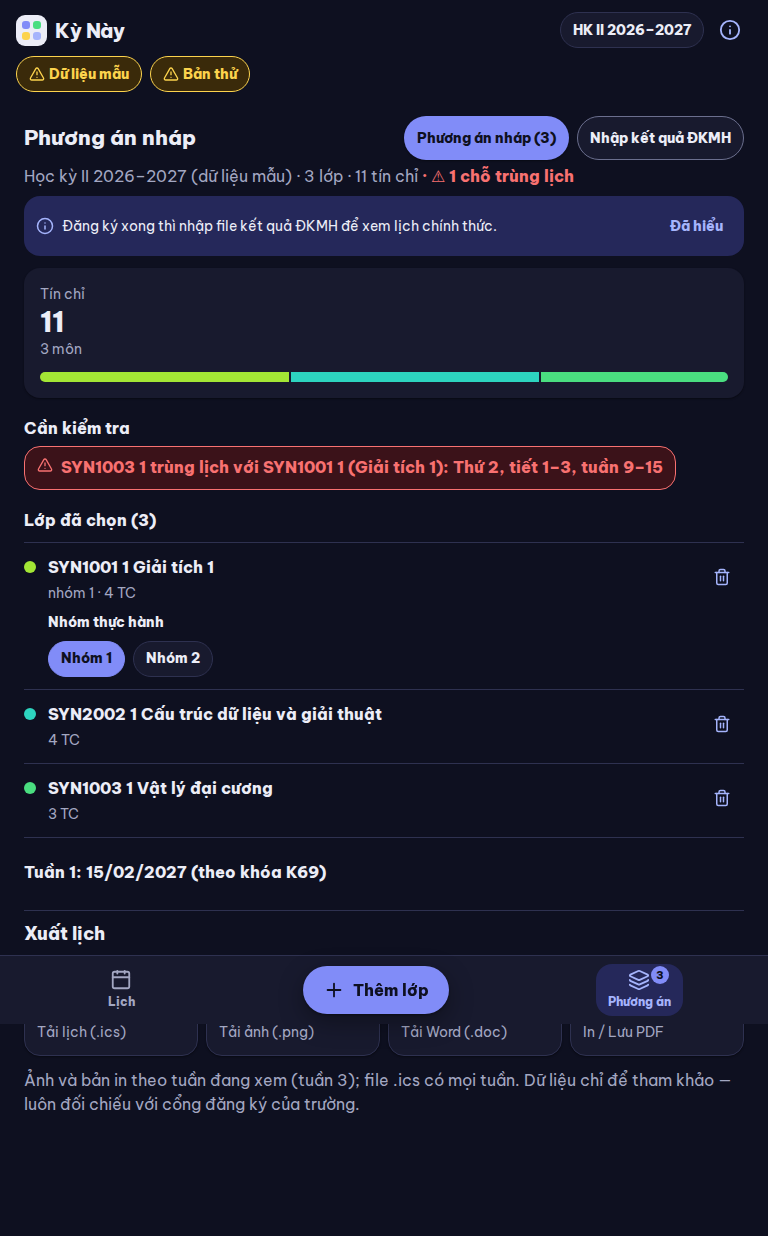 Kỳ Này
HK II 2026–2027
Dữ liệu mẫu
Bản thử
Phương án nháp
Phương án nháp (3)
Nhập kết quả ĐKMH
Học kỳ II 2026–2027 (dữ liệu mẫu) · 3 lớp · 11 tín chỉ · ⚠ 1 chỗ trùng lịch
Đăng ký xong thì nhập file kết quả ĐKMH để xem lịch chính thức.
Đã hiểu
Tín chỉ
11
3 môn
Cần kiểm tra
SYN1003 1 trùng lịch với SYN1001 1 (Giải tích 1): Thứ 2, tiết 1–3, tuần 9–15
Lớp đã chọn (3)
SYN1001 1 Giải tích 1
nhóm 1 · 4 TC
Nhóm thực hành
Nhóm 1
Nhóm 2
SYN2002 1 Cấu trúc dữ liệu và giải thuật
4 TC
SYN1003 1 Vật lý đại cương
3 TC
Tuần 1: 15/02/2027 (theo khóa K69)
Xuất lịch
Lịch
Thêm lớp
3
Phương án
Tải lịch (.ics)
Tải ảnh (.png)
Tải Word (.doc)
In / Lưu PDF
Ảnh và bản in theo tuần đang xem (tuần 3); file .ics có mọi tuần. Dữ liệu chỉ để tham khảo —
luôn đối chiếu với cổng đăng ký của trường.